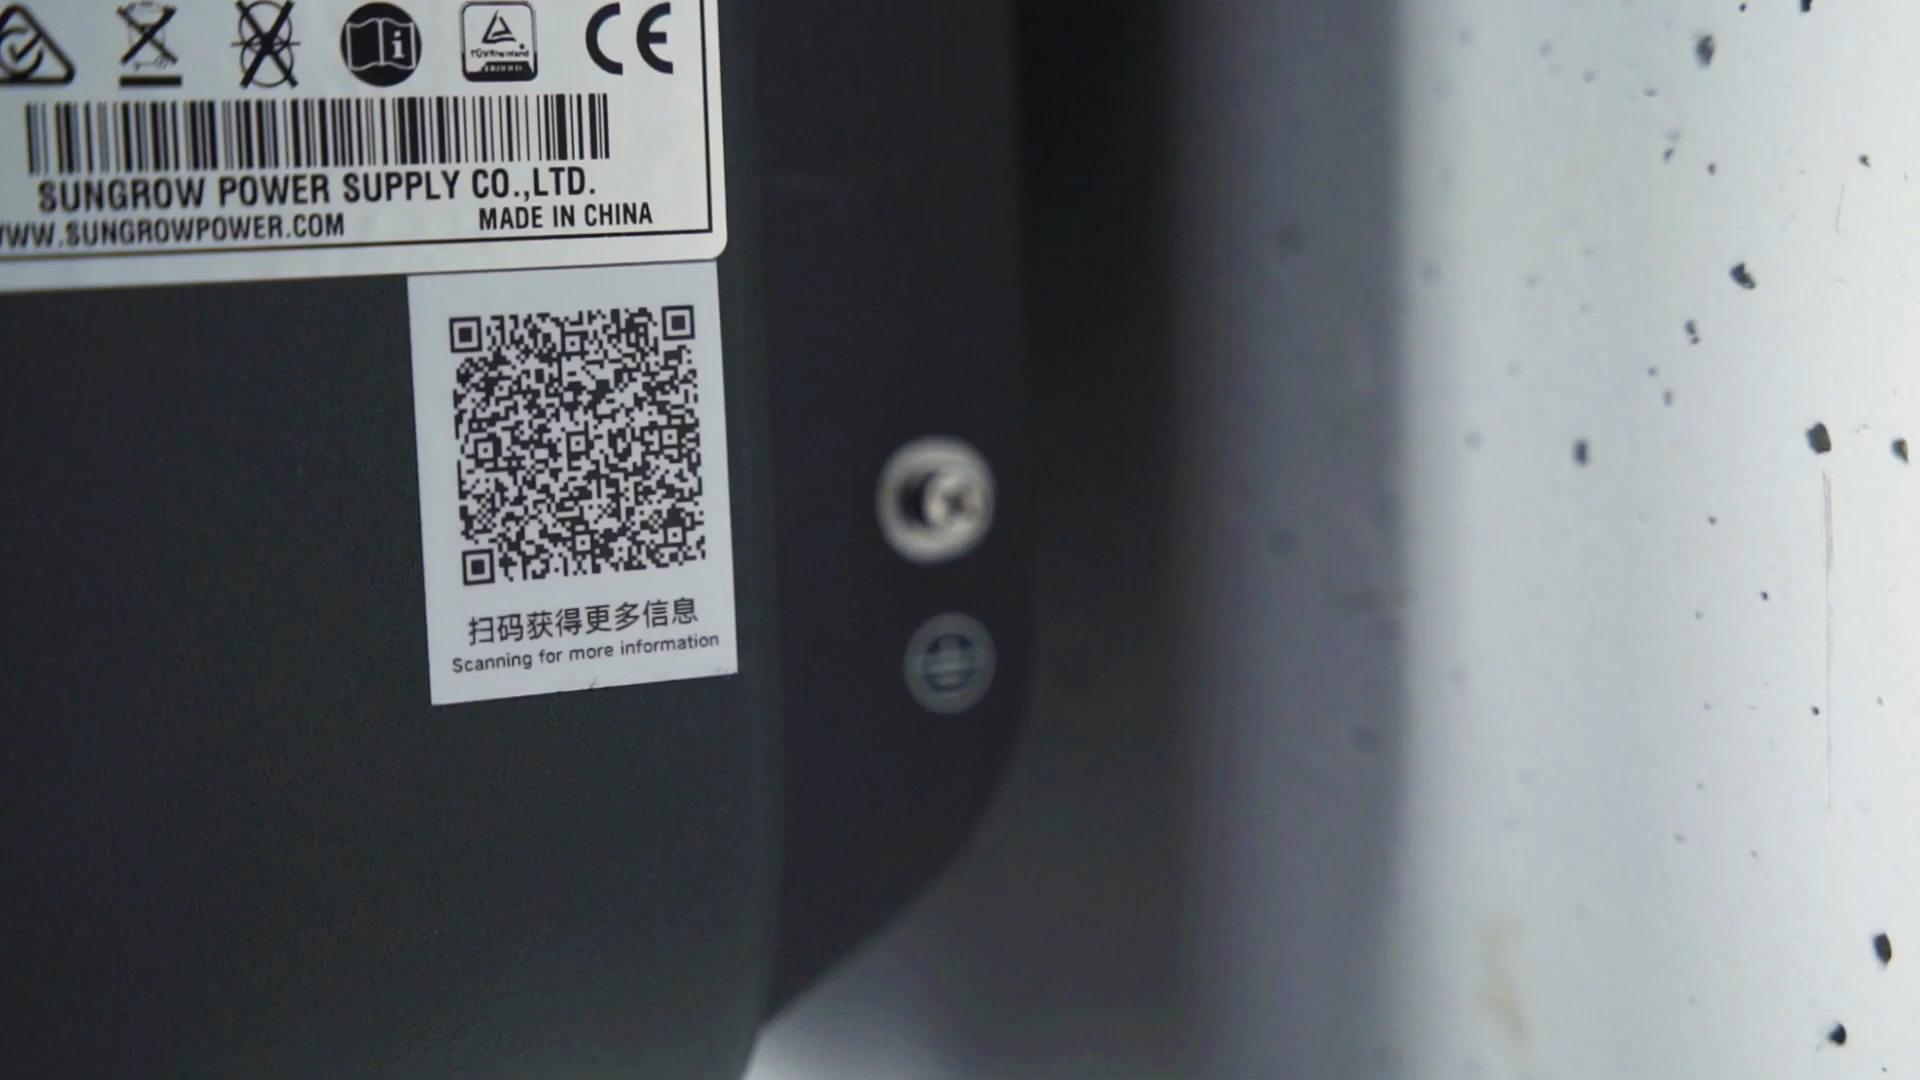 TÜVRheinland
CE
SUNGROW POWER SUPPLY CO.,LTD.
WWW.SUNGROWPOWER.COM MADE IN CHINA
扫码获得更多信息
Scanning for more information